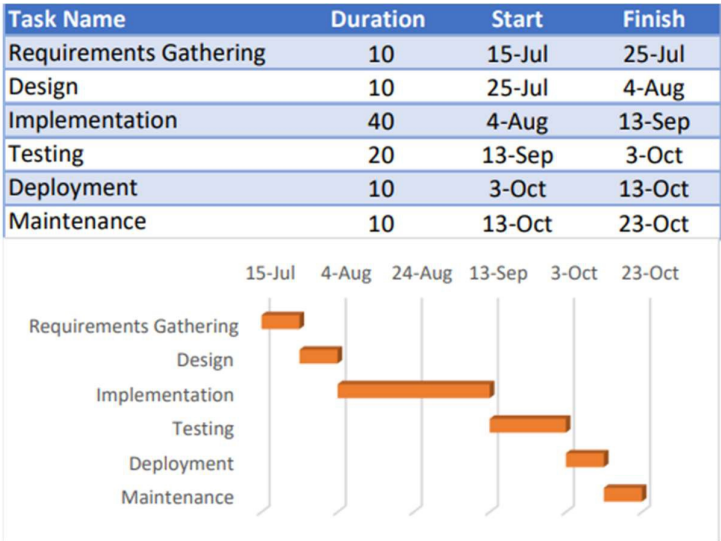 Task Name Duration Start Finish
Requirements Gathering 10 15-Jul 25-Jul
Design 10 25-Jul 4-Aug
Implementation 40 4-Aug 13-Sep
Testing 20 13-Sep 3-Oct
Deployment 10 3-Oct 13-Oct
Maintenance 10 13-Oct 23-Oct
15-Jul 4-Aug 24-Aug 13-Sep 3-Oct 23-Oct
Requirements Gathering
Design
Implementation
Testing
Deployment
Maintenance